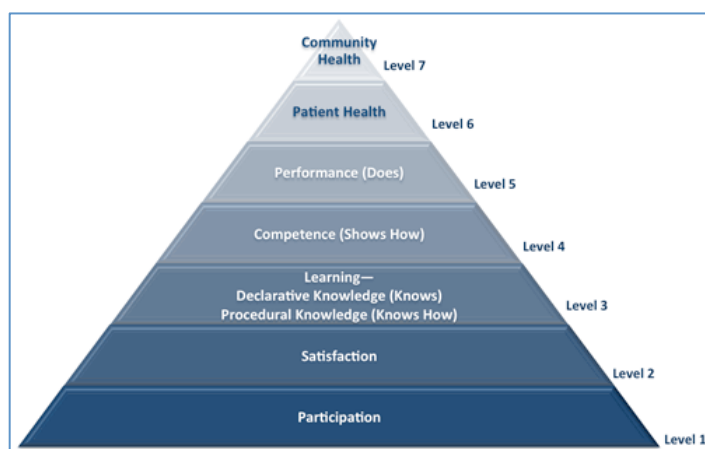 Community
Health
Level 7
Patient Health
Level 6
Performance (Does)
Level 5
Competence (Shows How)
Level 4
Learning—
Declarative Knowledge (Knows)
Procedural Knowledge (Knows How)
Level 3
Satisfaction
Level 2
Participation
Level 1